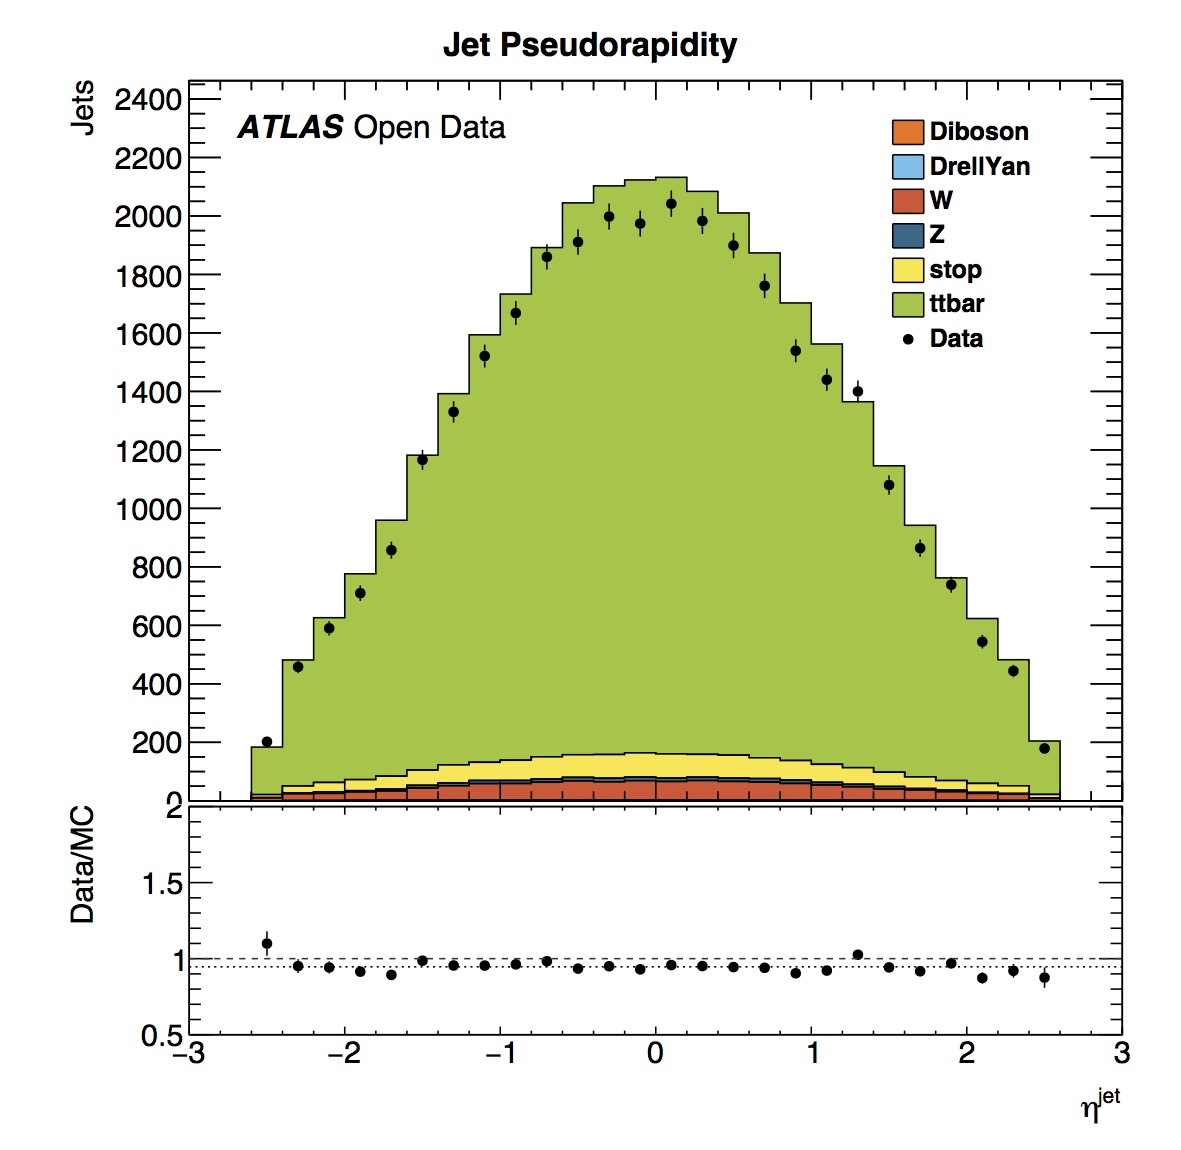 Jet Pseudorapidity
Jets
2400
2200
2000
1800
1600
1400
1200
1000
800
600
400
200
0
ATLAS Open Data
Diboson
DrellYan
W
Z
stop
ttbar
Data
Data/MC
2
1.5
1
0.5
−3 −2 −1 0 1 2 3
η^jet